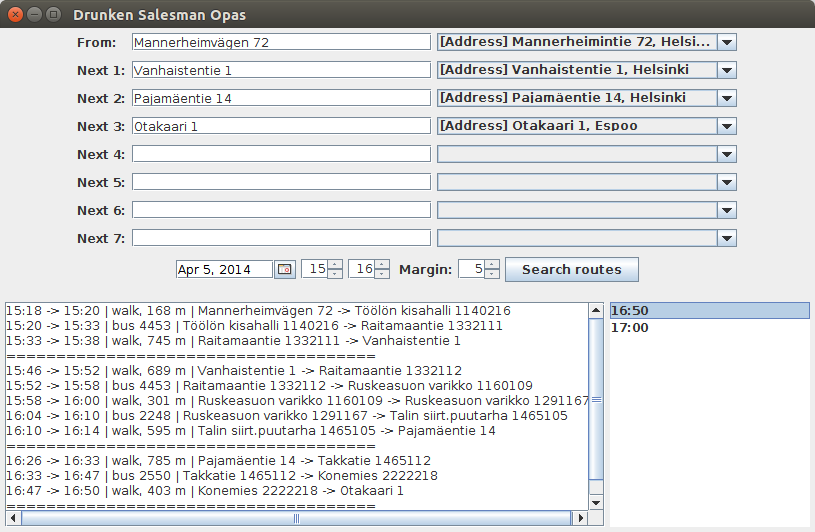 Drunken Salesman Opas
From: Mannerheimvägen 72 [Address] Mannerheimintie 72, Helsi...
Next 1: Vanhaistentie 1 [Address] Vanhaistentie 1, Helsinki
Next 2: Pajamäentie 14 [Address] Pajamäentie 14, Helsinki
Next 3: Otakaari 1 [Address] Otakaari 1, Espoo
Next 4:
Next 5:
Next 6:
Next 7:
Apr 5, 2014 15 16 Margin: 5 Search routes
15:18 -> 15:20 | walk, 168 m | Mannerheimvägen 72 -> Töölön kisahalli 1140216
15:20 -> 15:33 | bus 4453 | Töölön kisahalli 1140216 -> Raitamaantie 1332111
15:33 -> 15:38 | walk, 745 m | Raitamaantie 1332111 -> Vanhaistentie 1
=====================================
15:46 -> 15:52 | walk, 689 m | Vanhaistentie 1 -> Raitamaantie 1332112
15:52 -> 15:58 | bus 4453 | Raitamaantie 1332112 -> Ruskeasuon varikko 1160109
15:58 -> 16:00 | walk, 301 m | Ruskeasuon varikko 1160109 -> Ruskeasuon varikko 1291167
16:04 -> 16:10 | bus 2248 | Ruskeasuon varikko 1291167 -> Talin siirt.puutarha 1465105
16:10 -> 16:14 | walk, 595 m | Talin siirt.puutarha 1465105 -> Pajamäentie 14
=====================================
16:26 -> 16:33 | walk, 785 m | Pajamäentie 14 -> Takkatie 1465112
16:33 -> 16:47 | bus 2550 | Takkatie 1465112 -> Konemies 2222218
16:47 -> 16:50 | walk, 403 m | Konemies 2222218 -> Otakaari 1
=====================================
16:50
17:00